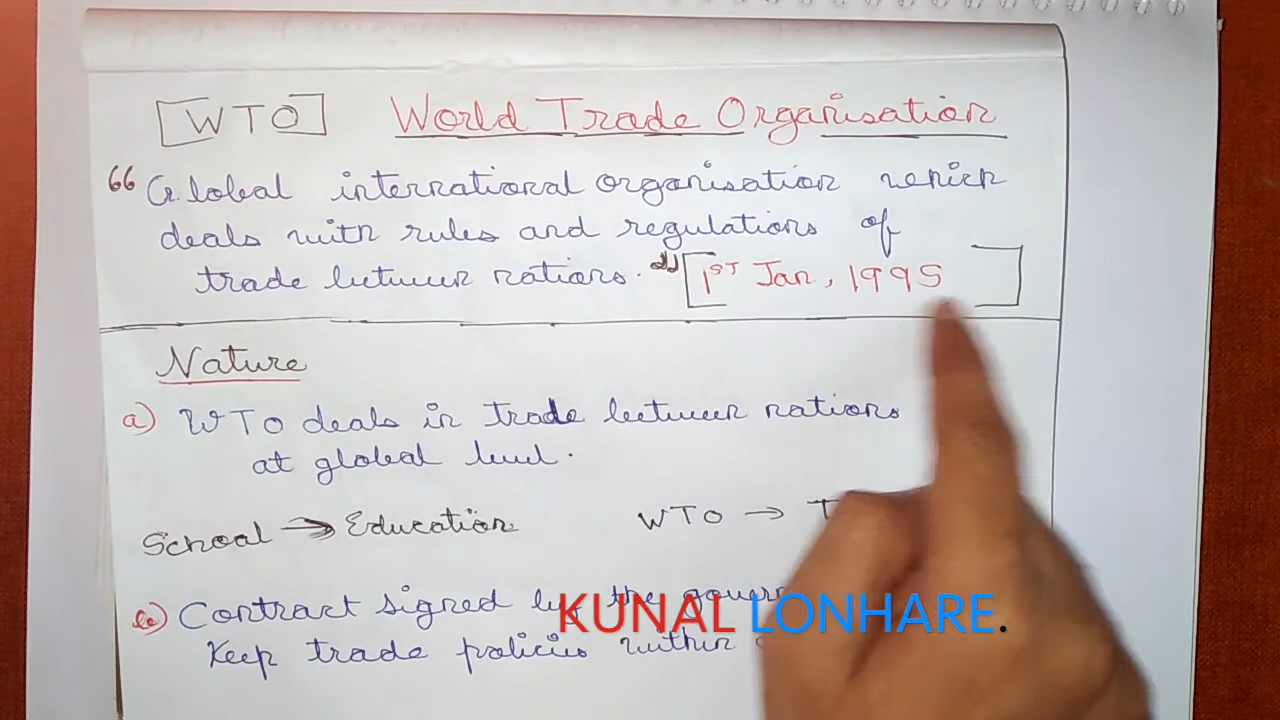 WTO World Trade Organisation
“Global international organisation which
deals with rules and regulations of
trade between nations.” 1ST Jan, 1995
Nature
a) WTO deals in trade between nations
at global level.
School → Education WTO → T
b) Contract signed by the govern
KUNAL LONHARE.
Keep trade policies within